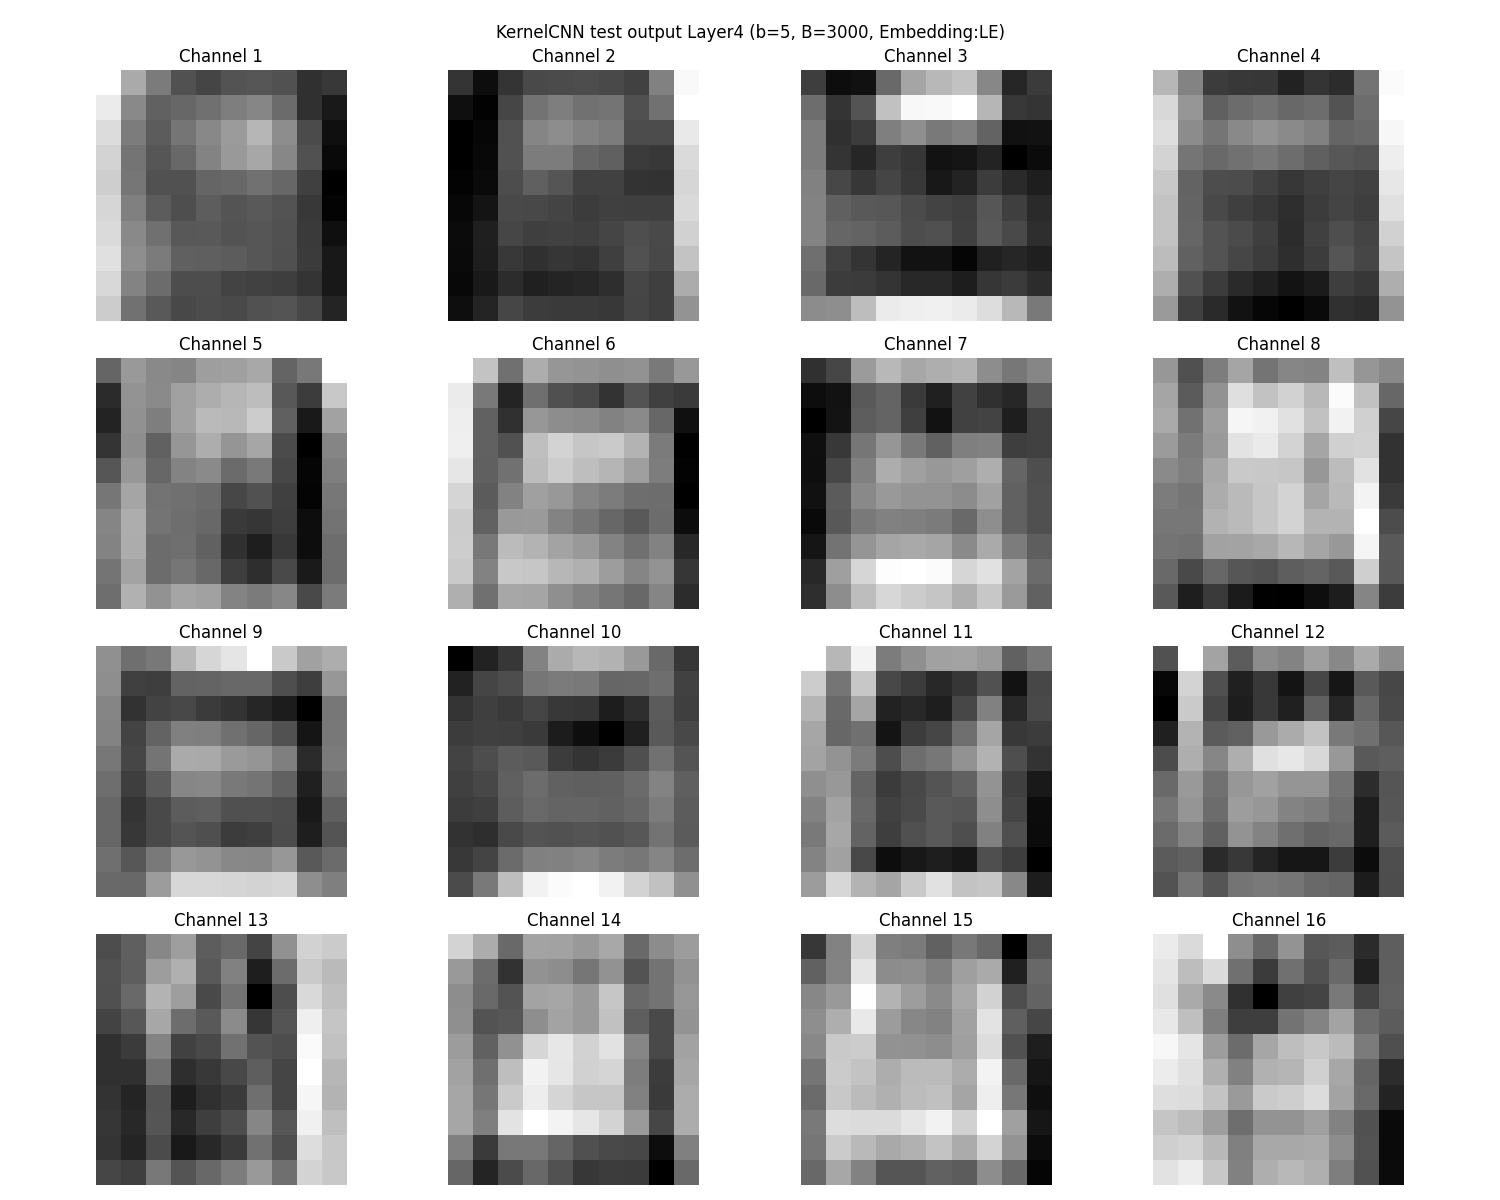 KernelCNN test output Layer4 (b=5, B=3000, Embedding:LE)
Channel 1
Channel 2
Channel 3
Channel 4
Channel 5
Channel 6
Channel 7
Channel 8
Channel 9
Channel 10
Channel 11
Channel 12
Channel 13
Channel 14
Channel 15
Channel 16